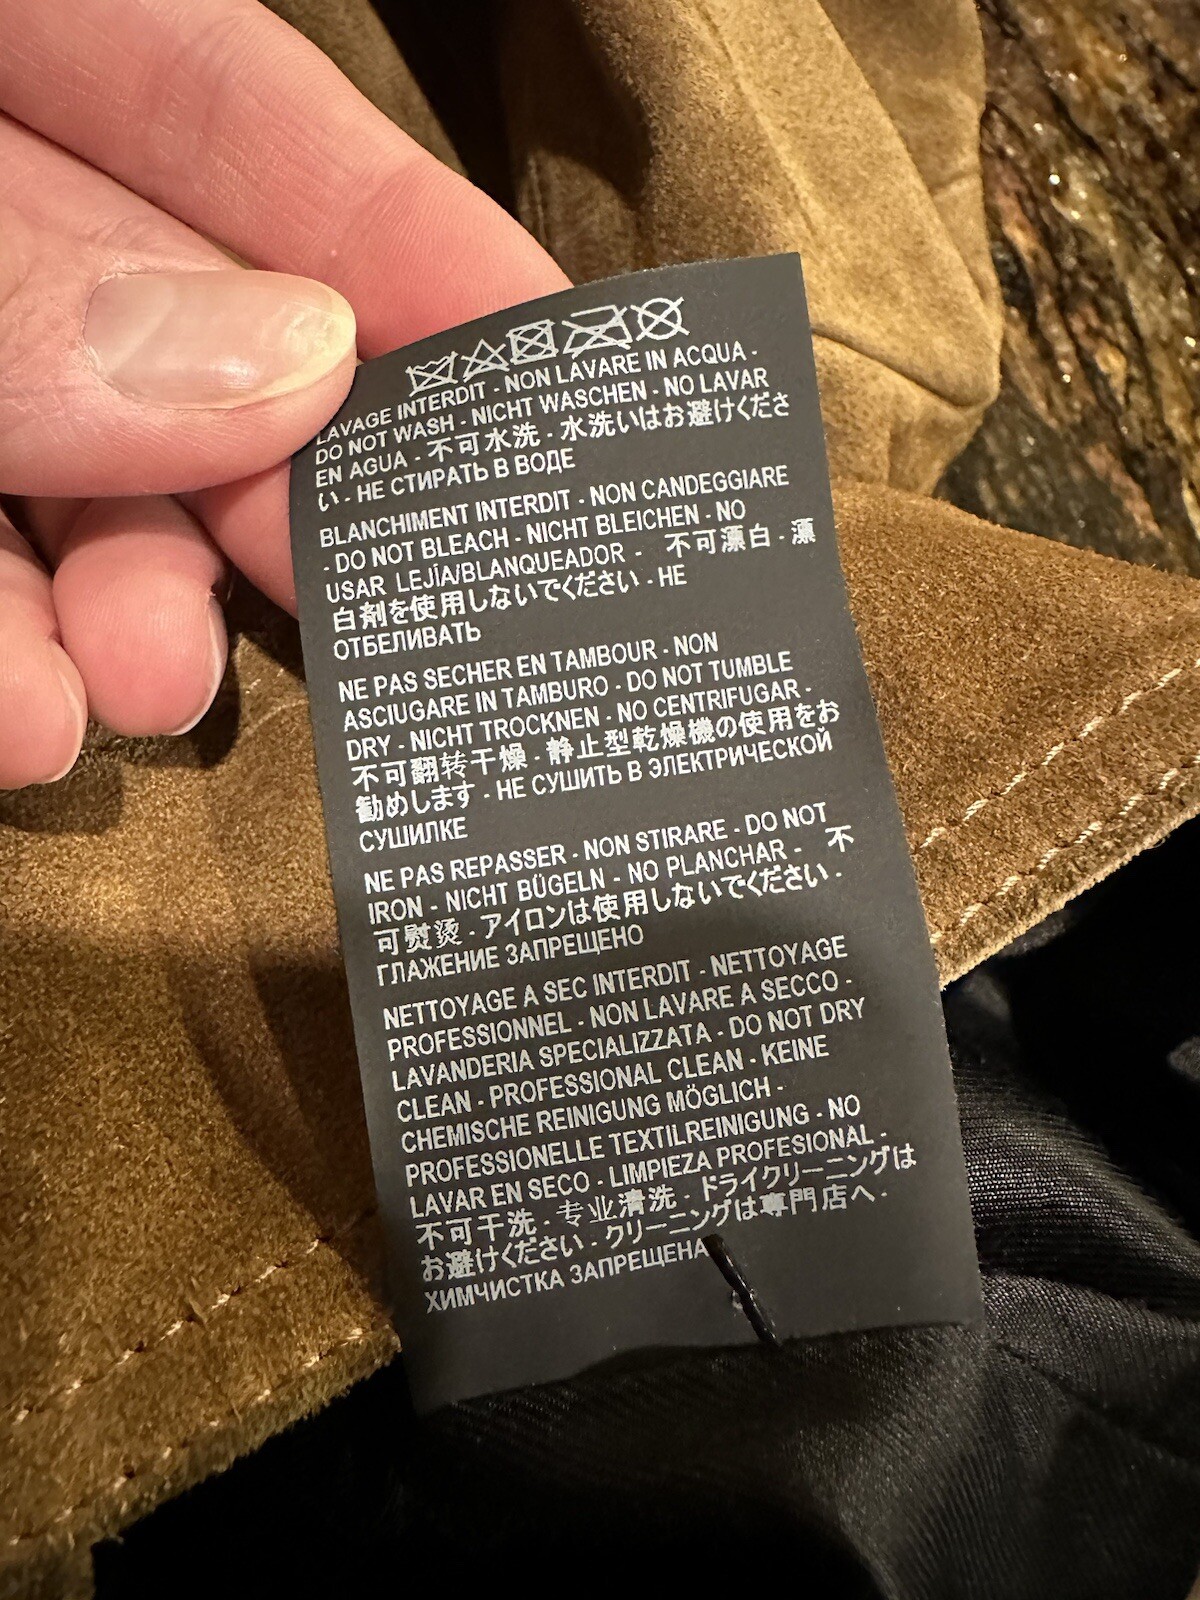 LAVAGE INTERDIT - NON LAVARE IN ACQUA -
DO NOT WASH - NICHT WASCHEN - NO LAVAR
EN AGUA - 不可水洗 - 水洗いはお避けくださ
い - НЕ СТИРАТЬ В ВОДЕ
BLANCHIMENT INTERDIT - NON CANDEGGIARE
- DO NOT BLEACH - NICHT BLEICHEN - NO
USAR LEJÍA/BLANQUEADOR - 不可漂白 - 漂
白剤を使用しないでください - НЕ
ОТБЕЛИВАТЬ
NE PAS SECHER EN TAMBOUR - NON
ASCIUGARE IN TAMBURO - DO NOT TUMBLE
DRY - NICHT TROCKNEN - NO CENTRIFUGAR -
不可翻转干燥 - 静止型乾燥機の使用をお
勧めします - НЕ СУШИТЬ В ЭЛЕКТРИЧЕСКОЙ
СУШИЛКЕ
NE PAS REPASSER - NON STIRARE - DO NOT
IRON - NICHT BÜGELN - NO PLANCHAR - 不
可熨烫 - アイロンは使用しないでください -
ГЛАЖЕНИЕ ЗАПРЕЩЕНО
NETTOYAGE A SEC INTERDIT - NETTOYAGE
PROFESSIONNEL - NON LAVARE A SECCO -
LAVANDERIA SPECIALIZZATA - DO NOT DRY
CLEAN - PROFESSIONAL CLEAN - KEINE
CHEMISCHE REINIGUNG MÖGLICH -
PROFESSIONELLE TEXTILREINIGUNG - NO
LAVAR EN SECO - LIMPIEZA PROFESIONAL -
不可干洗 - 专业清洗 - ドライクリーニングは
お避けください - クリーニングは専門店へ -
ХИМЧИСТКА ЗАПРЕЩЕНА